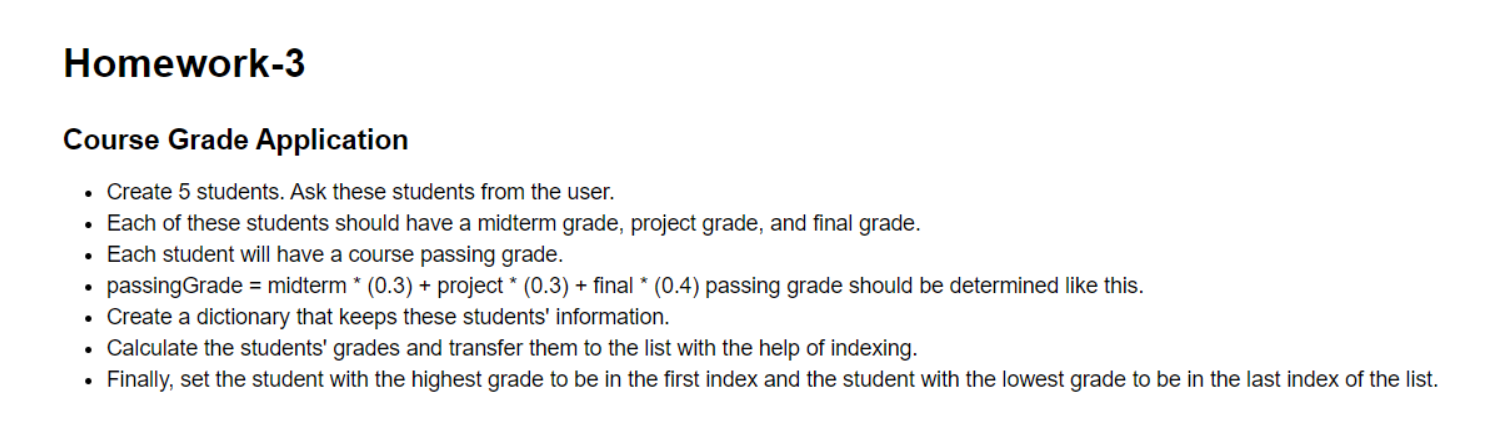 Homework-3
Course Grade Application
• Create 5 students. Ask these students from the user.
• Each of these students should have a midterm grade, project grade, and final grade.
• Each student will have a course passing grade.
• passingGrade = midterm * (0.3) + project * (0.3) + final * (0.4) passing grade should be determined like this.
• Create a dictionary that keeps these students' information.
• Calculate the students' grades and transfer them to the list with the help of indexing.
• Finally, set the student with the highest grade to be in the first index and the student with the lowest grade to be in the last index of the list.